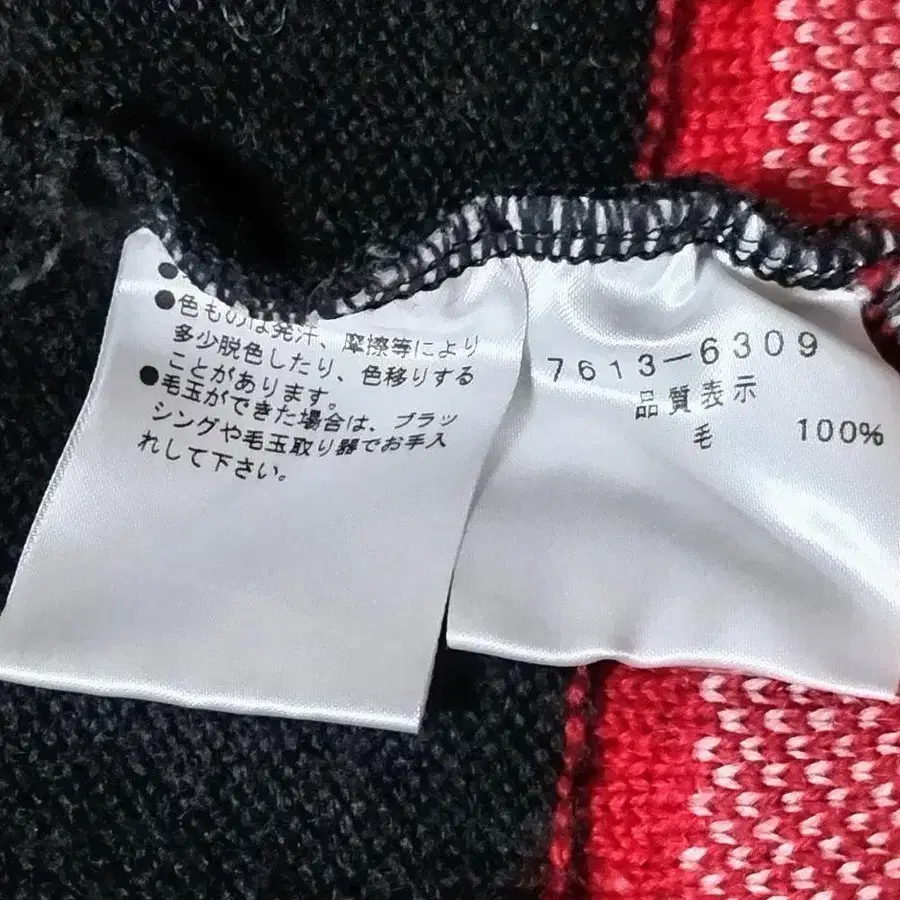 ●
●色ものは発汗、摩擦等により
多少脱色したり、色移りする
ことがあります。
●毛玉ができた場合は、ブラッ
シングや毛玉取り器でお手入
れして下さい。
7613-6309
品質表示
毛 100%